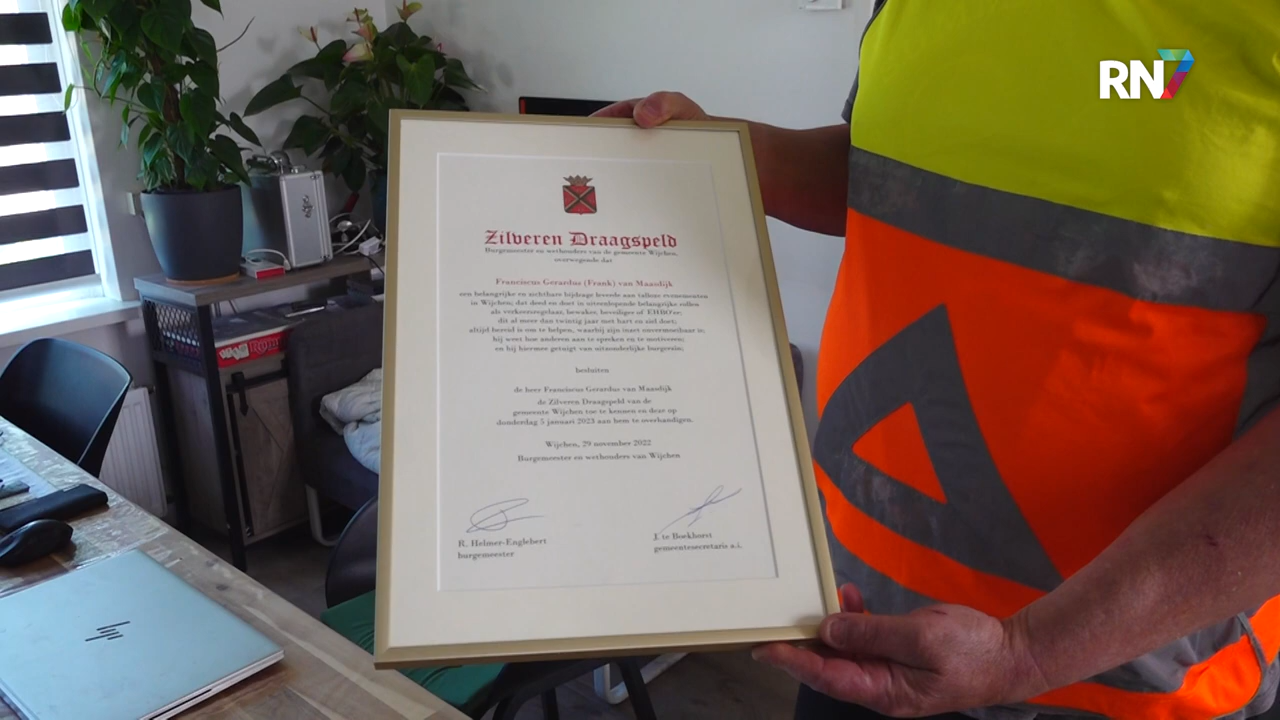 RN7
Zilveren Draagspeld
Burgemeester en wethouders van de gemeente Wijchen,
overwegende dat
Franciscus Gerardus (Frank) van Maasdijk
een belangrijke en zichtbare bijdrage leverde aan talloze evenementen
in Wijchen; dat deed en doet in uiteenlopende belangrijke rollen
als verkeersregelaar, bewaker, beveiliger of EHBO'er;
dit al meer dan twintig jaar met hart en ziel doet;
altijd bereid is om te helpen, waarbij zijn inzet onvermoeibaar is;
hij weet hoe anderen aan te spreken en te motiveren;
en hij hiermee getuigt van uitzonderlijke burgerzin;
besluiten
de heer Franciscus Gerardus van Maasdijk
de Zilveren Draagspeld van de
gemeente Wijchen toe te kennen en deze op
donderdag 5 januari 2023 aan hem te overhandigen.
Wijchen, 29 november 2022
Burgemeester en wethouders van Wijchen
R. Helmer-Englebert
burgemeester
J. te Boekhorst
gemeentesecretaris a.i.
hp